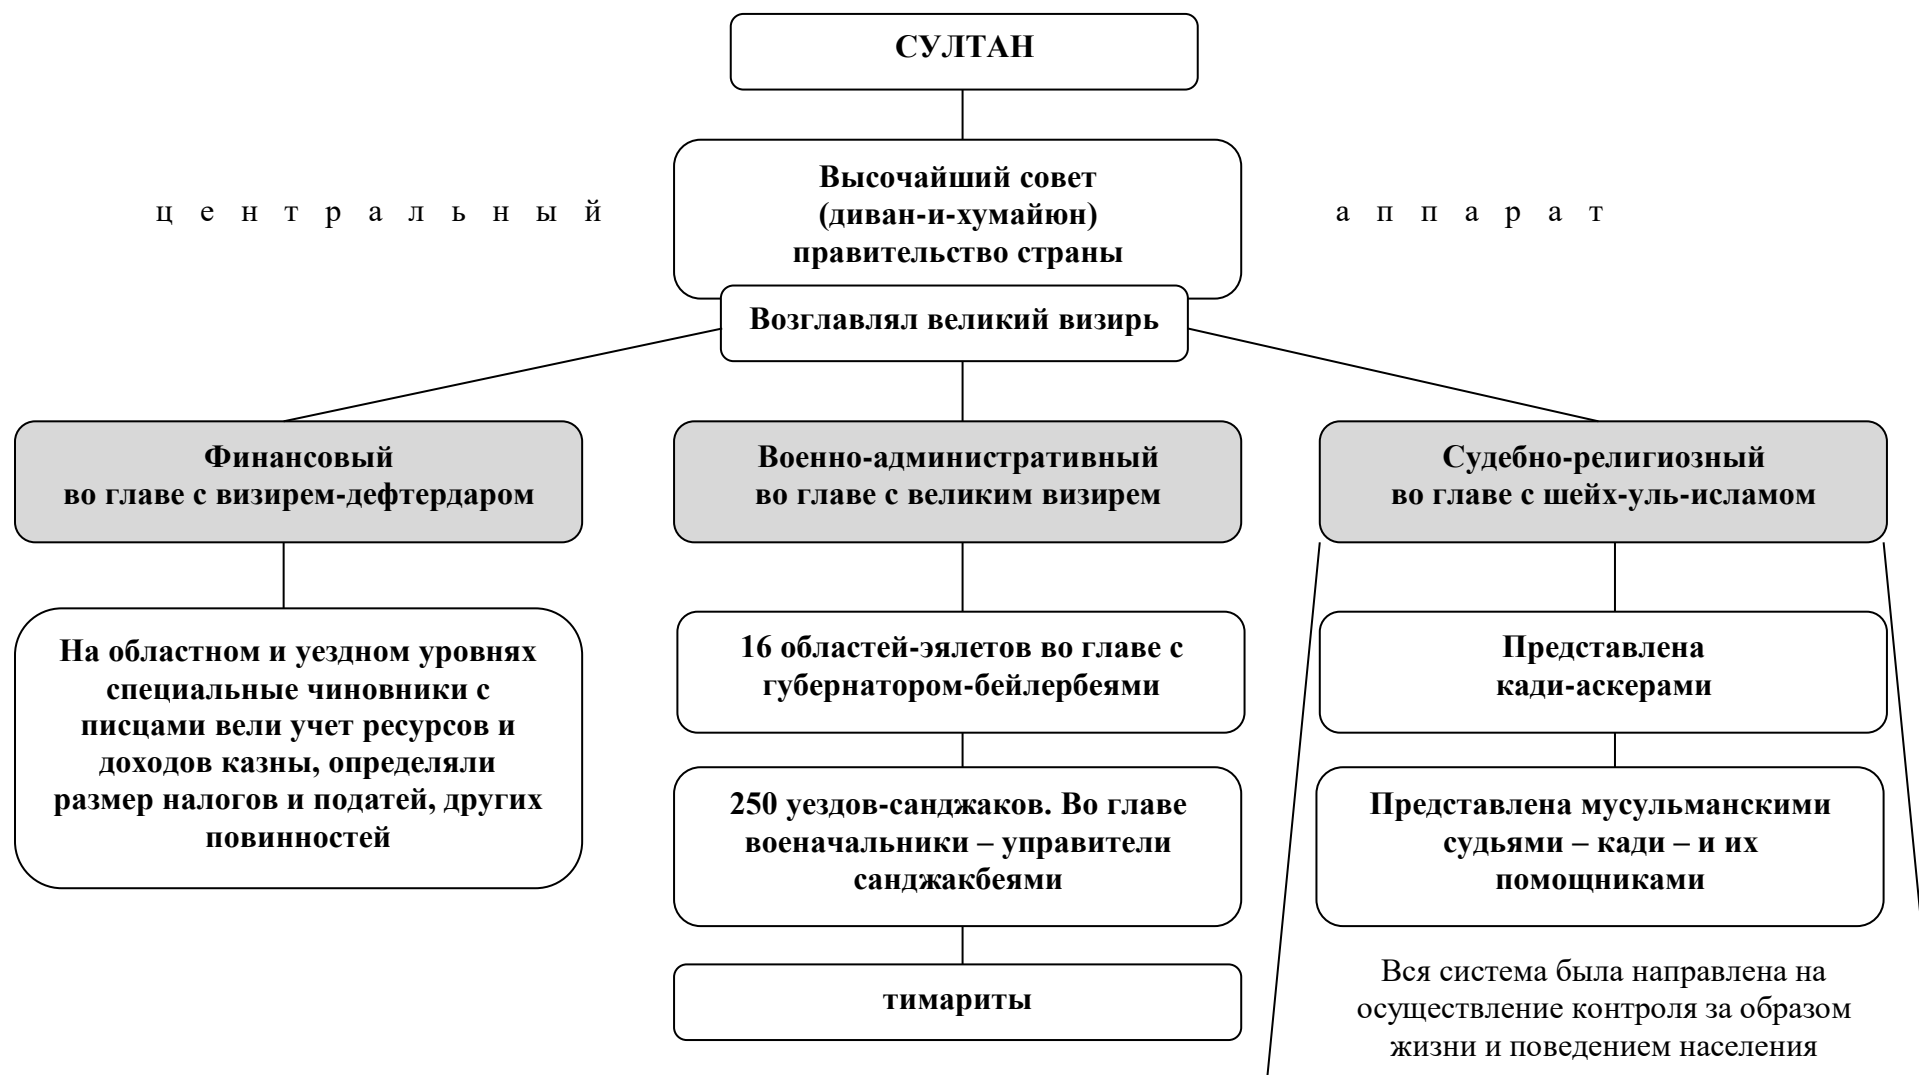 СУЛТАН
Высочайший совет
(диван-и-хумайюн)
правительство страны
ц е н т р а л ь н ы й
а п п а р а т
Возглавлял великий визирь
Финансовый
во главе с визирем-дефтердаром
Военно-административный
во главе с великим визирем
Судебно-религиозный
во главе с шейх-уль-исламом
На областном и уездном уровнях
специальные чиновники с
писцами вели учет ресурсов и
доходов казны, определяли
размер налогов и податей, других
повинностей
16 областей-эялетов во главе с
губернатором-бейлербеями
250 уездов-санджаков. Во главе
военачальники – управители
санджакбеями
тимариты
Представлена
кади-аскерами
Представлена мусульманскими
судьями – кади – и их
помощниками
Вся система была направлена на
осуществление контроля за образом
жизни и поведением населения